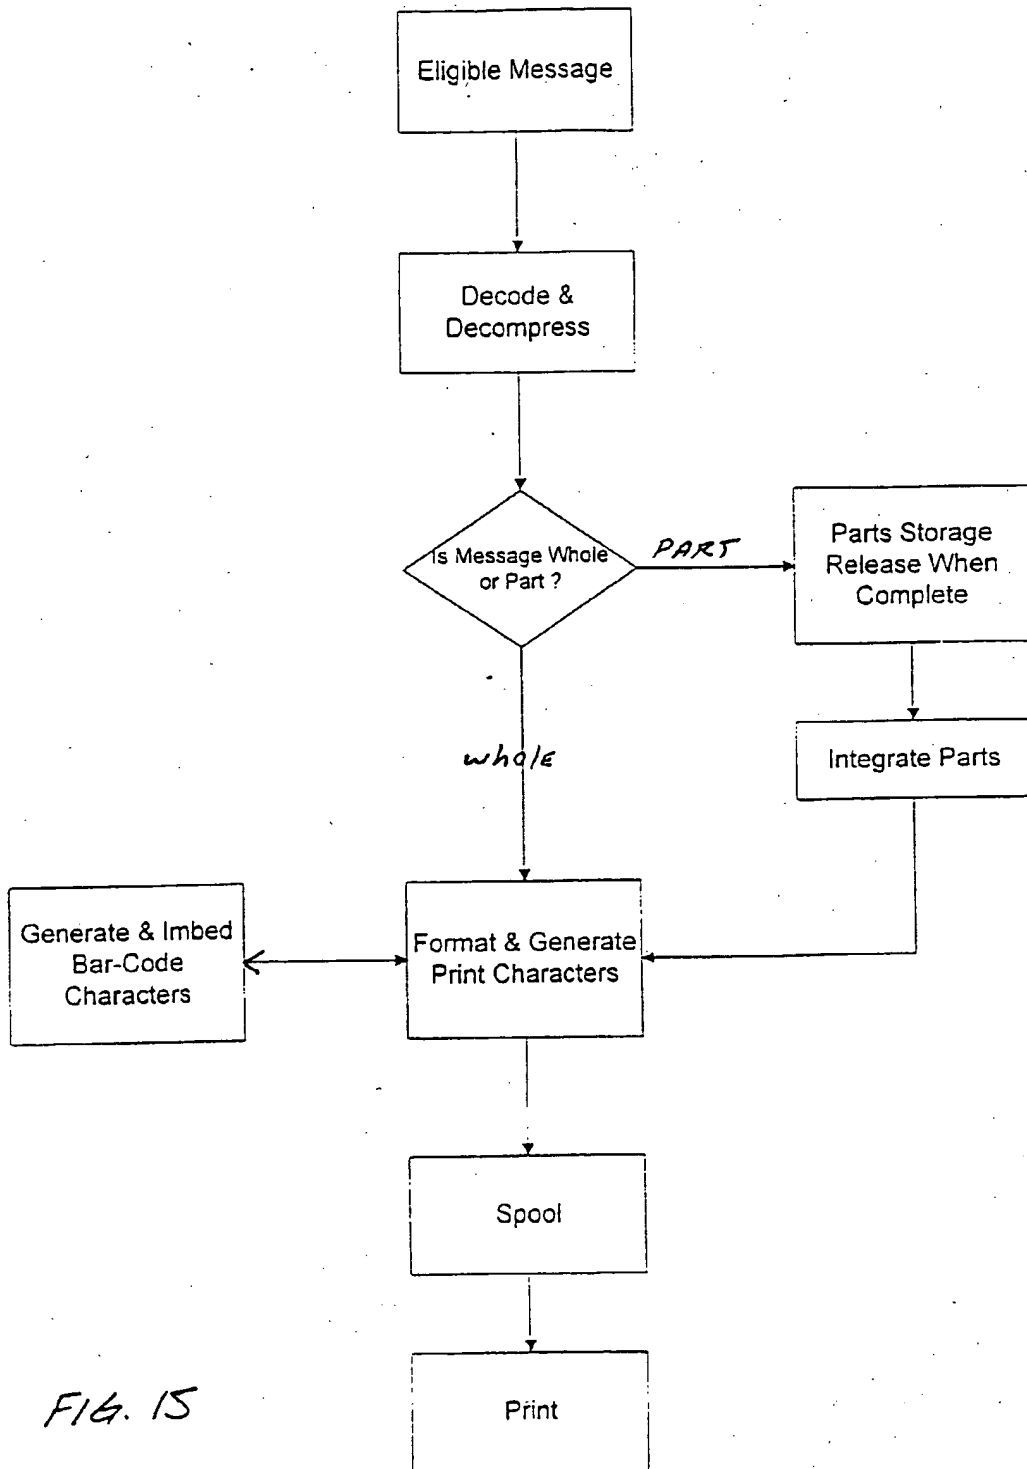 Eligible Message
Decode &
Decompress
Is Message Whole
or Part ?
PART
Parts Storage
Release When
Complete
Integrate Parts
whole
Generate & Imbed
Bar-Code
Characters
Format & Generate
Print Characters
Spool
Print
FIG. 15